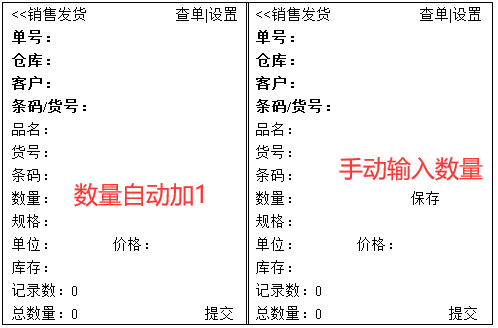 <<销售发货 查单|设置
单号：
仓库：
客户：
条码/货号：
品名：
货号：
条码：
数量：
数量自动加1
规格：
单位： 价格：
库存：
记录数：0
总数量：0 提交
<<销售发货 查单|设置
单号：
仓库：
客户：
条码/货号：
品名：
货号：
手动输入数量
条码：
数量： 保存
规格：
单位： 价格：
库存：
记录数：0
总数量：0 提交